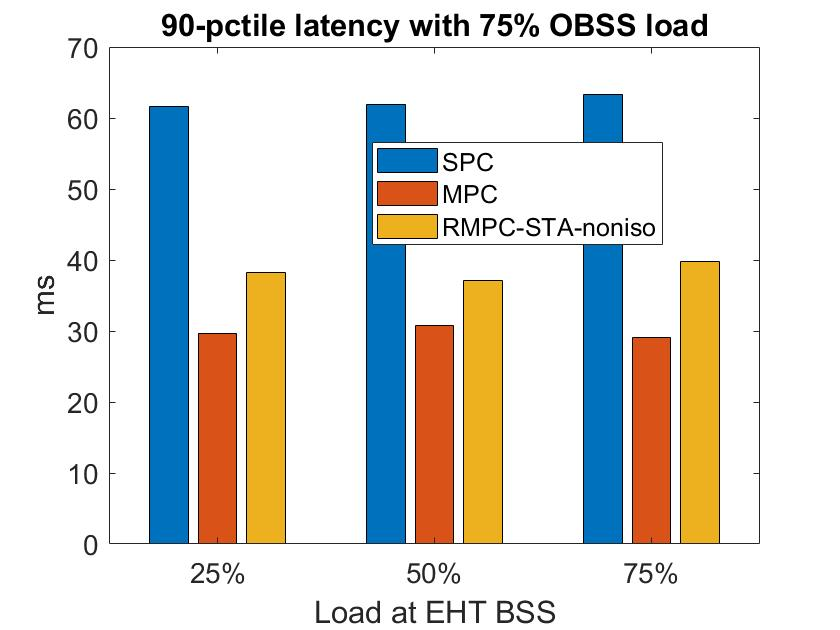 90-pctile latency with 75% OBSS load
70
60
50
40
30
20
10
0
ms
SPC
MPC
RMPC-STA-noniso
25%
50%
75%
Load at EHT BSS